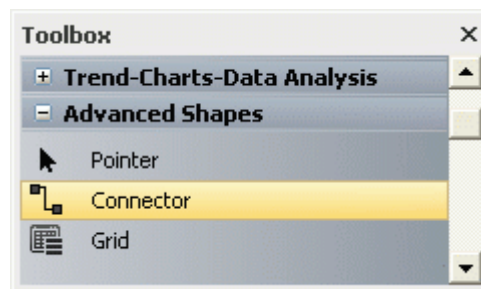 Toolbox
Trend-Charts-Data Analysis
Advanced Shapes
Pointer
Connector
Grid